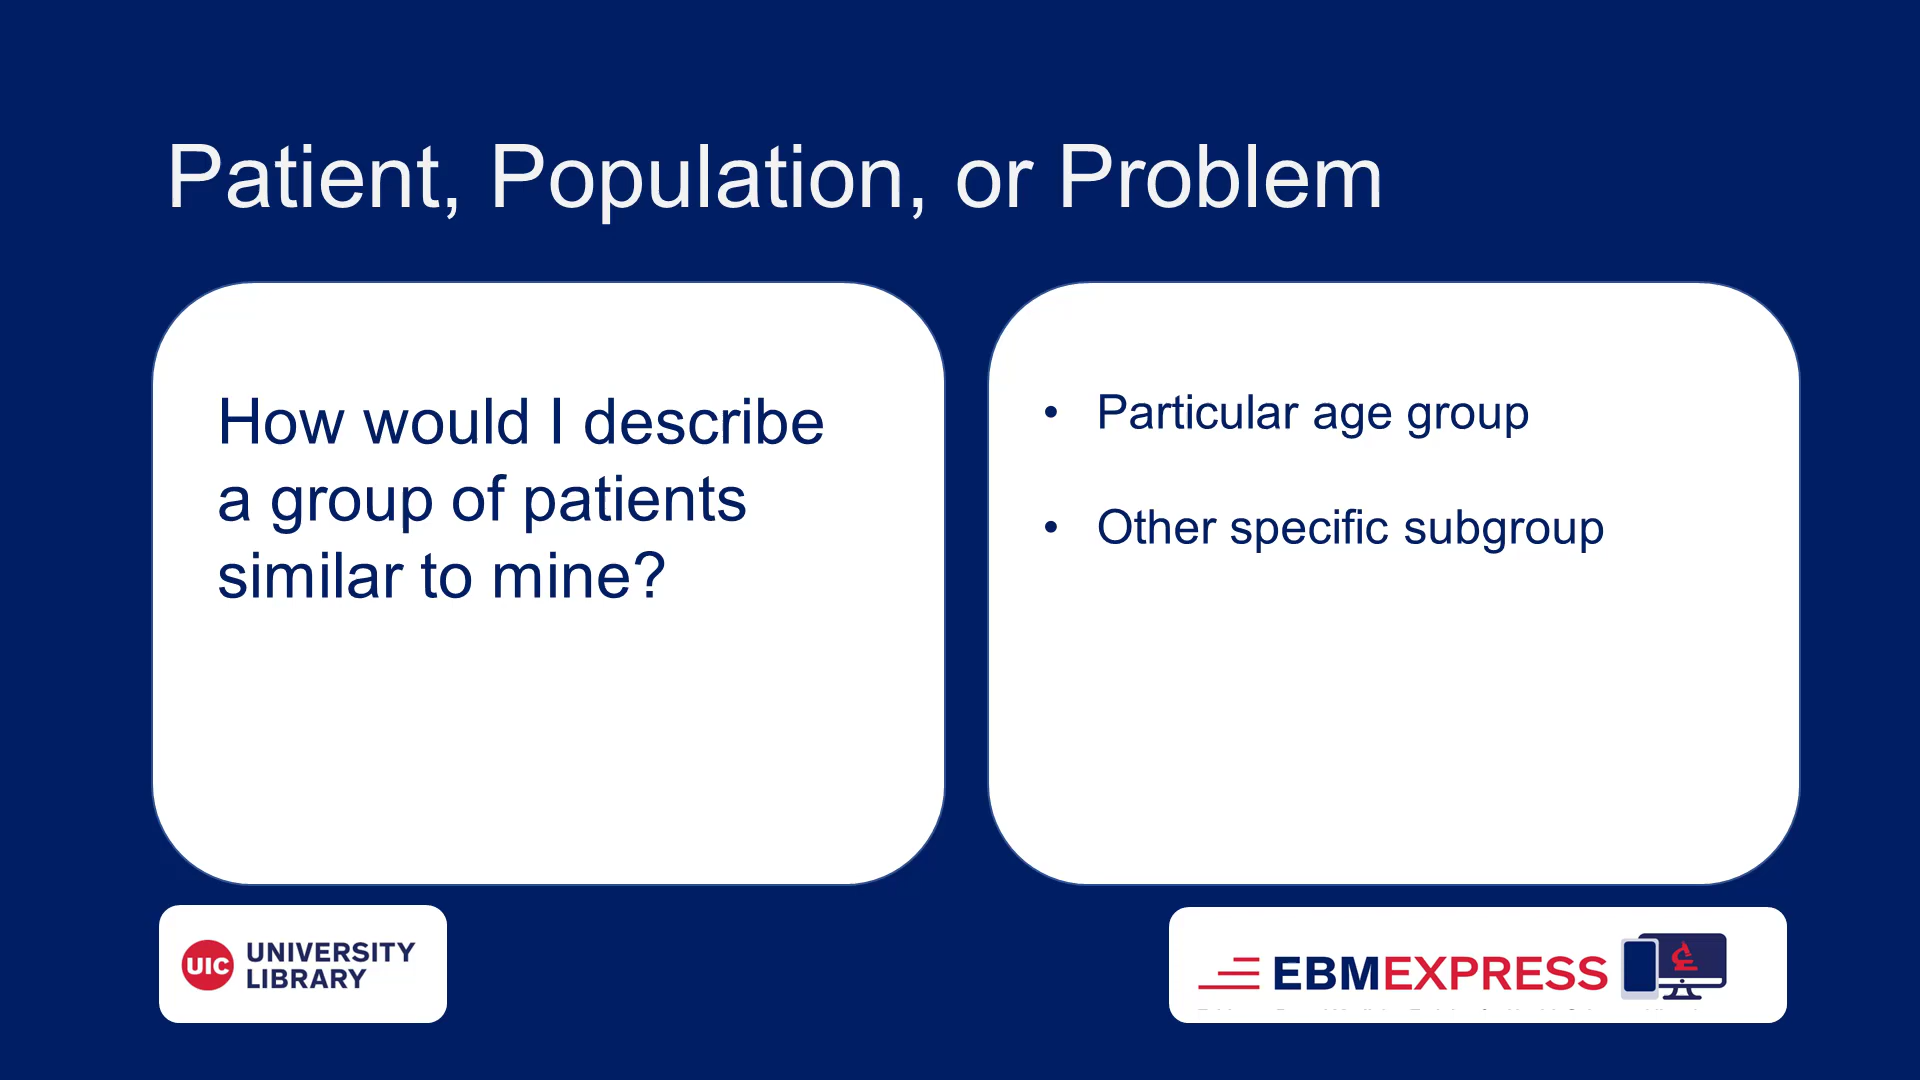 Patient, Population, or Problem
How would I describe
a group of patients
similar to mine?
• Particular age group
• Other specific subgroup
UIC
UNIVERSITY
LIBRARY
EBMEXPRESS